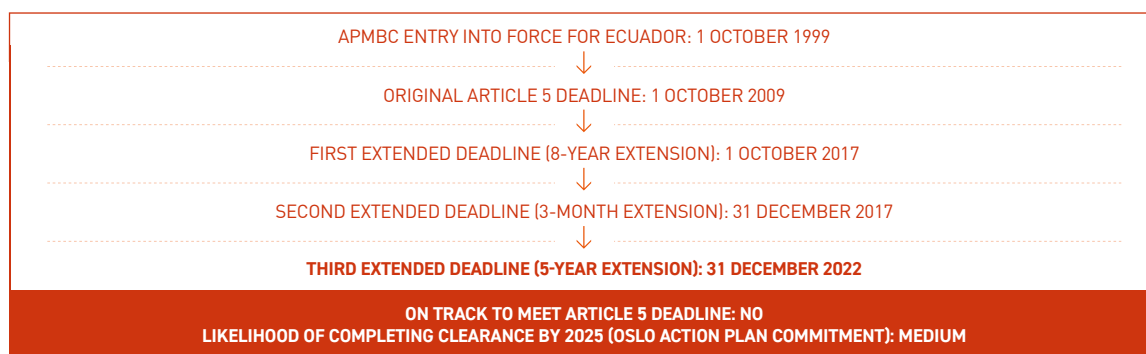 APMBC ENTRY INTO FORCE FOR ECUADOR: 1 OCTOBER 1999
ORIGINAL ARTICLE 5 DEADLINE: 1 OCTOBER 2009
FIRST EXTENDED DEADLINE (8-YEAR EXTENSION): 1 OCTOBER 2017
SECOND EXTENDED DEADLINE (3-MONTH EXTENSION): 31 DECEMBER 2017
THIRD EXTENDED DEADLINE (5-YEAR EXTENSION): 31 DECEMBER 2022
ON TRACK TO MEET ARTICLE 5 DEADLINE: NO
LIKELIHOOD OF COMPLETING CLEARANCE BY 2025 (OSLO ACTION PLAN COMMITMENT): MEDIUM